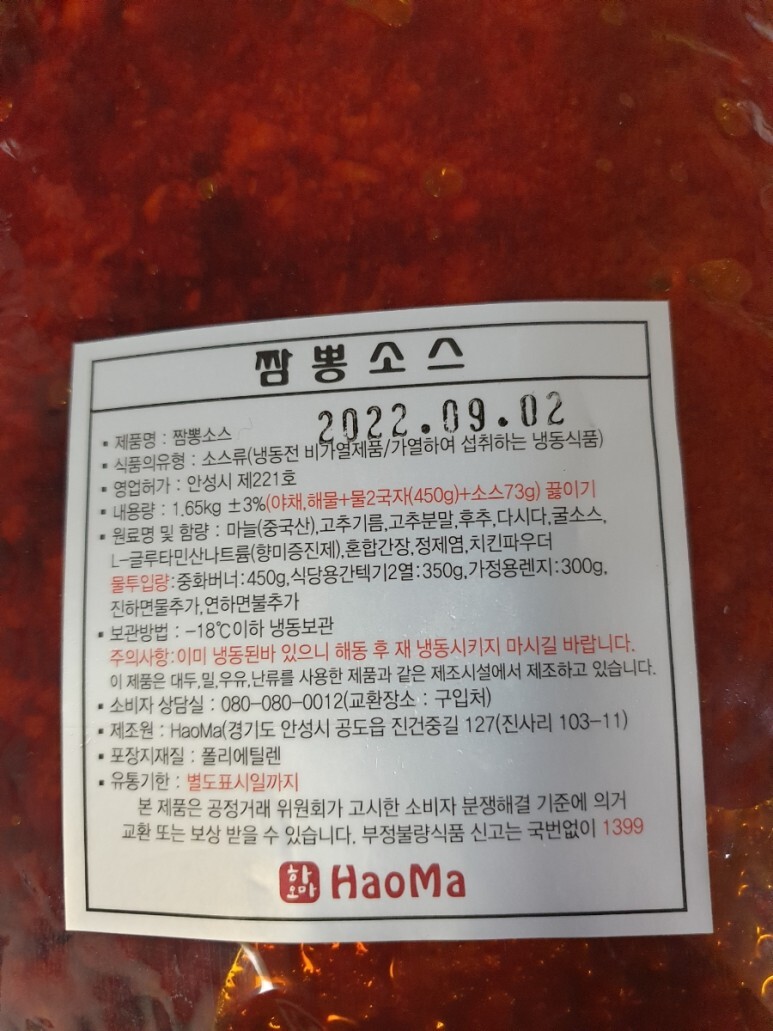 짬뽕소스
2022.09.02
▪ 제품명 : 짬뽕소스
▪ 식품의유형 : 소스류(냉동전 비가열제품/가열하여 섭취하는 냉동식품)
▪ 영업허가 : 안성시 제221호
▪ 내용량 : 1.65kg ±3%(야채,해물+물2국자(450g)+소스73g) 끓이기
▪ 원료명 및 함량 : 마늘(중국산),고추기름,고추분말,후추,다시다,굴소스,
L-글루타민산나트륨(향미증진제),혼합간장,정제염,치킨파우더
물투입량:중화버너:450g,식당용간텍기2열:350g,가정용렌지:300g,
진하면물추가,연하면불추가
▪ 보관방법 : -18℃이하 냉동보관
주의사항:이미 냉동된바 있으니 해동 후 재 냉동시키지 마시길 바랍니다.
이 제품은 대두,밀,우유,난류를 사용한 제품과 같은 제조시설에서 제조하고 있습니다.
▪ 소비자 상담실 : 080-080-0012(교환장소 : 구입처)
▪ 제조원 : HaoMa(경기도 안성시 공도읍 진건중길 127(진사리 103-11)
▪ 포장지재질 : 폴리에틸렌
▪ 유통기한 : 별도표시일까지
본 제품은 공정거래 위원회가 고시한 소비자 분쟁해결 기준에 의거
교환 또는 보상 받을 수 있습니다. 부정불량식품 신고는 국번없이 1399
하오마 HaoMa